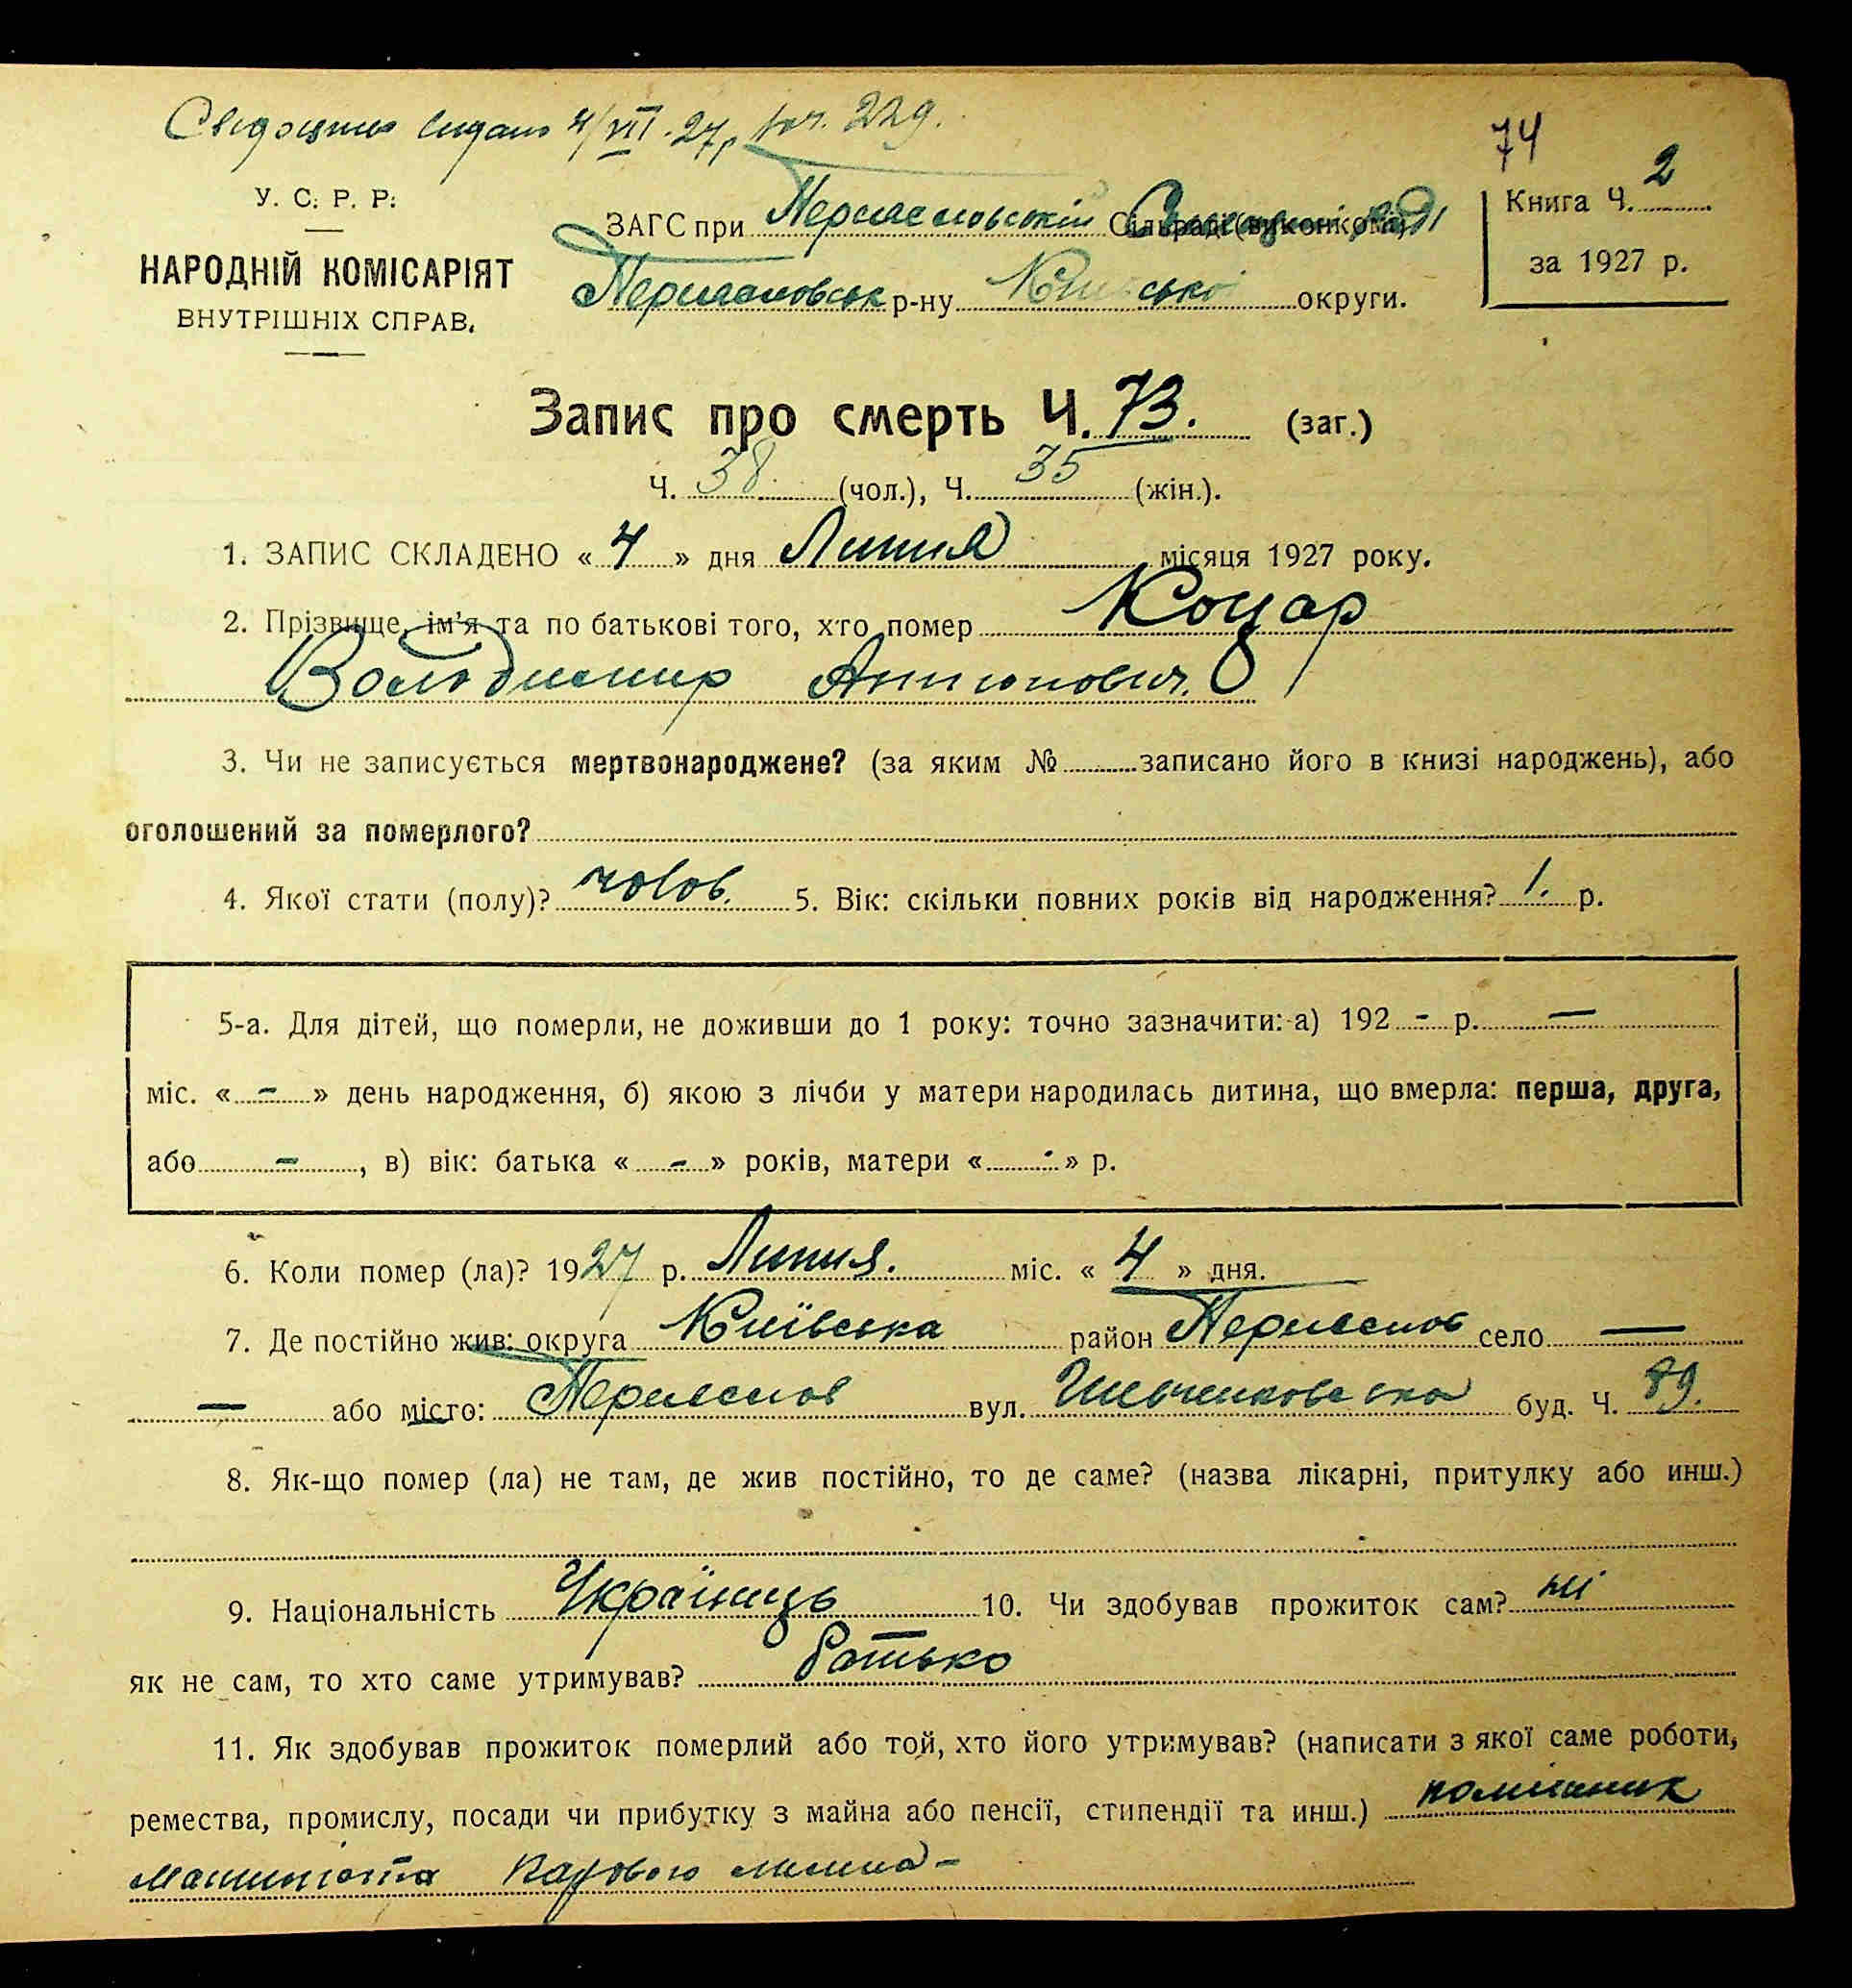 Свідоцтво видано 4/VII.27р. 229.
74
У. С. Р. Р.
НАРОДНІЙ КОМІСАРІЯТ
ВНУТРІШНІХ СПРАВ.
ЗАГС при Переяславській Сільраді (виконкомі)
Переяславськ р-ну Київської округи.
Книга Ч. 2
за 1927 р.
Запис про смерть Ч. 73. (заг.)
Ч. 38 (чол.), Ч. 35 (жін.).
1. ЗАПИС СКЛАДЕНО « 4 » дня Липня місяця 1927 року.
2. Прізвище, ім'я та по батькові того, хто помер Коцар
Володимир Антонович.
3. Чи не записується мертвонароджене? (за яким № записано його в книзі народжень), або
оголошений за померлого?
4. Якої стати (полу)? чолов. 5. Вік: скільки повних років від народження? 1. р.
5-а. Для дітей, що померли, не доживши до 1 року: точно зазначити: а) 192 - р. —
міс. « - » день народження, б) якою з лічби у матери народилась дитина, що вмерла: перша, друга,
або - , в) вік: батька « - » років, матери « - » р.
6. Коли помер (ла)? 1927 р. Липня. міс. « 4 » дня.
7. Де постійно жив: округа Київська район Переяслов село —
— або місто: Переяслов вул. Шевченковська буд. Ч. 89.
8. Як-що помер (ла) не там, де жив постійно, то де саме? (назва лікарні, притулку або инш.)
9. Національність Українець 10. Чи здобував прожиток сам? ні
як не сам, то хто саме утримував? батько
11. Як здобував прожиток померлий або той, хто його утримував? (написати з якої саме роботи,
ремества, промислу, посади чи прибутку з майна або пенсії, стипендії та инш.) помішник
машиніста парового млина -